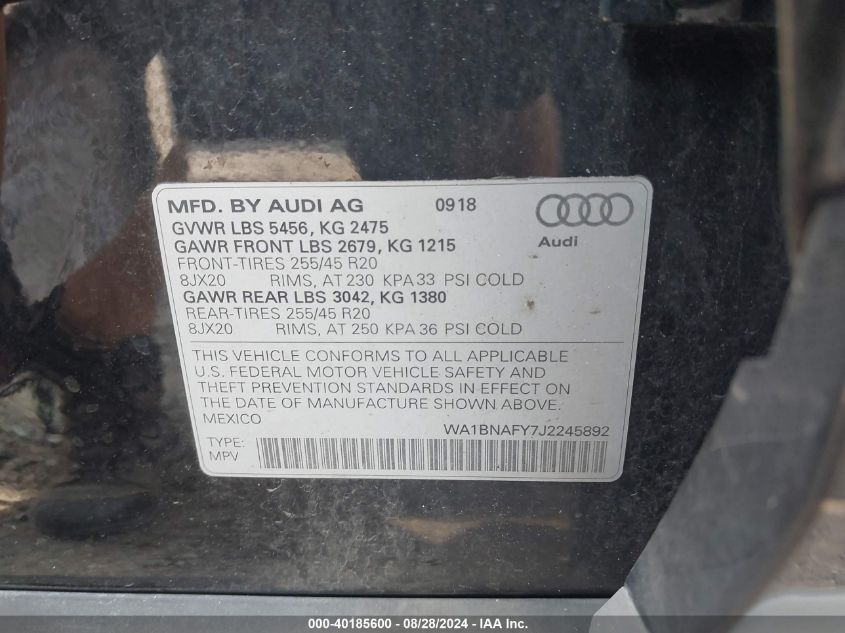 MFD. BY AUDI AG 0918
GVWR LBS 5456, KG 2475
GAWR FRONT LBS 2679, KG 1215
Audi
FRONT-TIRES 255/45 R20
8JX20 RIMS, AT 230 KPA 33 PSI COLD
GAWR REAR LBS 3042, KG 1380
REAR-TIRES 255/45 R20
8JX20 RIMS, AT 250 KPA 36 PSI COLD
THIS VEHICLE CONFORMS TO ALL APPLICABLE
U.S. FEDERAL MOTOR VEHICLE SAFETY AND
THEFT PREVENTION STANDARDS IN EFFECT ON
THE DATE OF MANUFACTURE SHOWN ABOVE.
MEXICO WA1BNAFY7J2245892
TYPE:
MPV
000-40185600 - 08/28/2024 - IAA Inc.